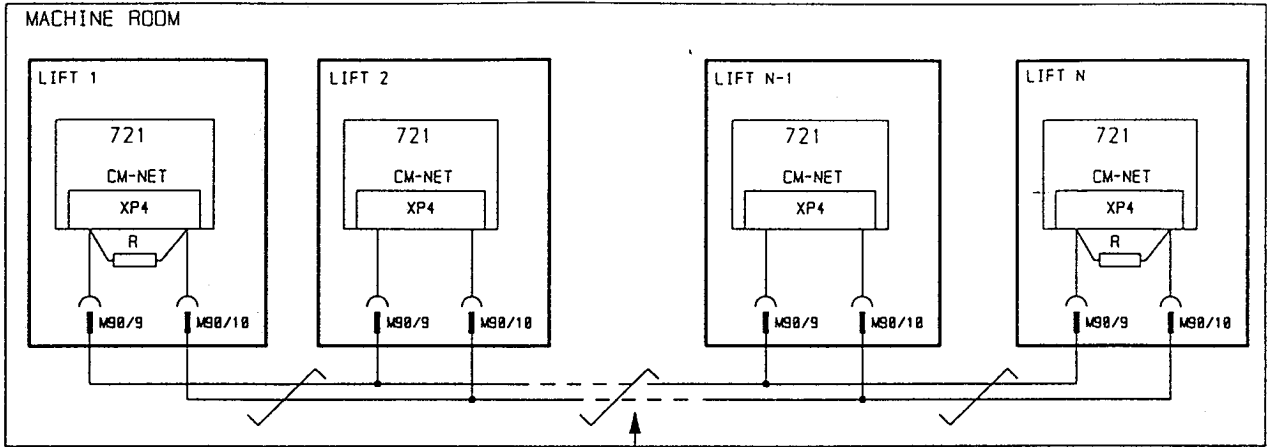 MACHINE ROOM
LIFT 1
LIFT 2
LIFT N-1
LIFT N
721
721
721
721
CM-NET
CM-NET
CM-NET
CM-NET
XP4
XP4
XP4
XP4
R
R
M90/9
M90/10
M90/9
M90/10
M90/9
M90/10
M90/9
M90/10